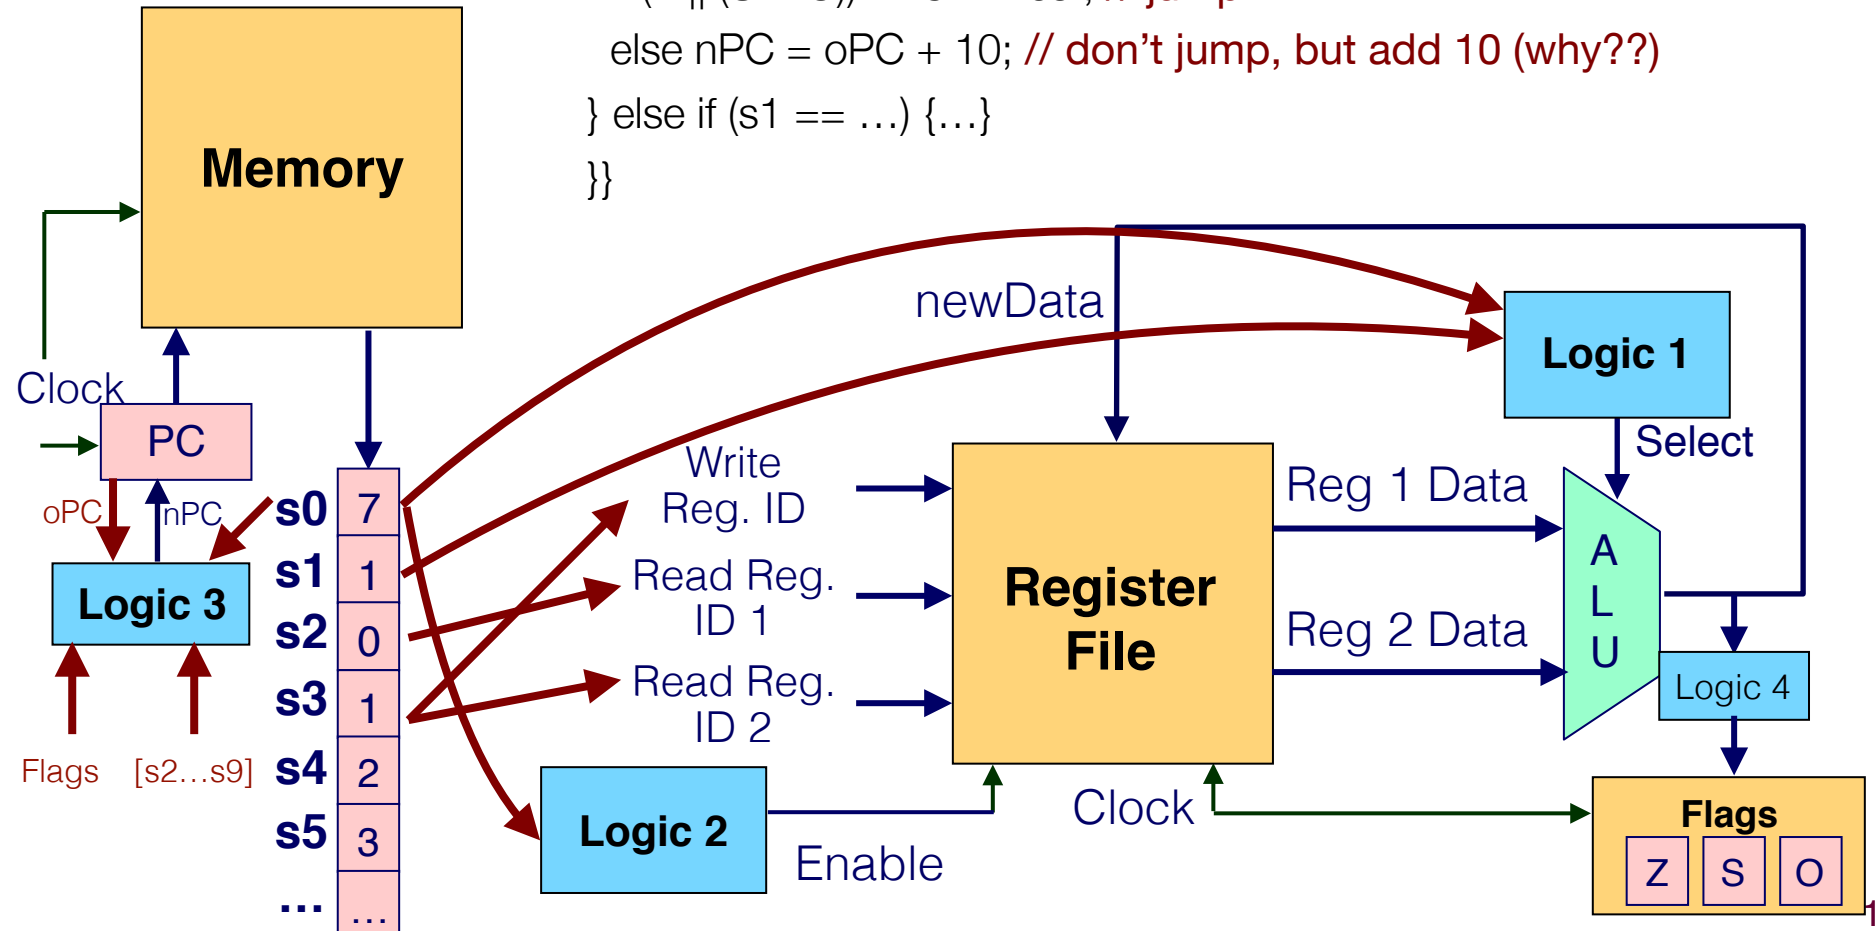 else nPC = oPC + 10; // don't jump, but add 10 (why??)
} else if (s1 == …) {…}
}}
Memory
newData
Logic 1
Clock
PC
Select
Write
Reg. ID
Reg 1 Data
oPC
nPC
s0 7
s1 1
Read Reg.
ID 1
Register
File
A
L
U
Logic 3
s2 0
Reg 2 Data
s3 1
Read Reg.
ID 2
Logic 4
Flags
[s2…s9]
s4 2
s5 3
Logic 2
Clock
Flags
Enable
Z S O
… …
1